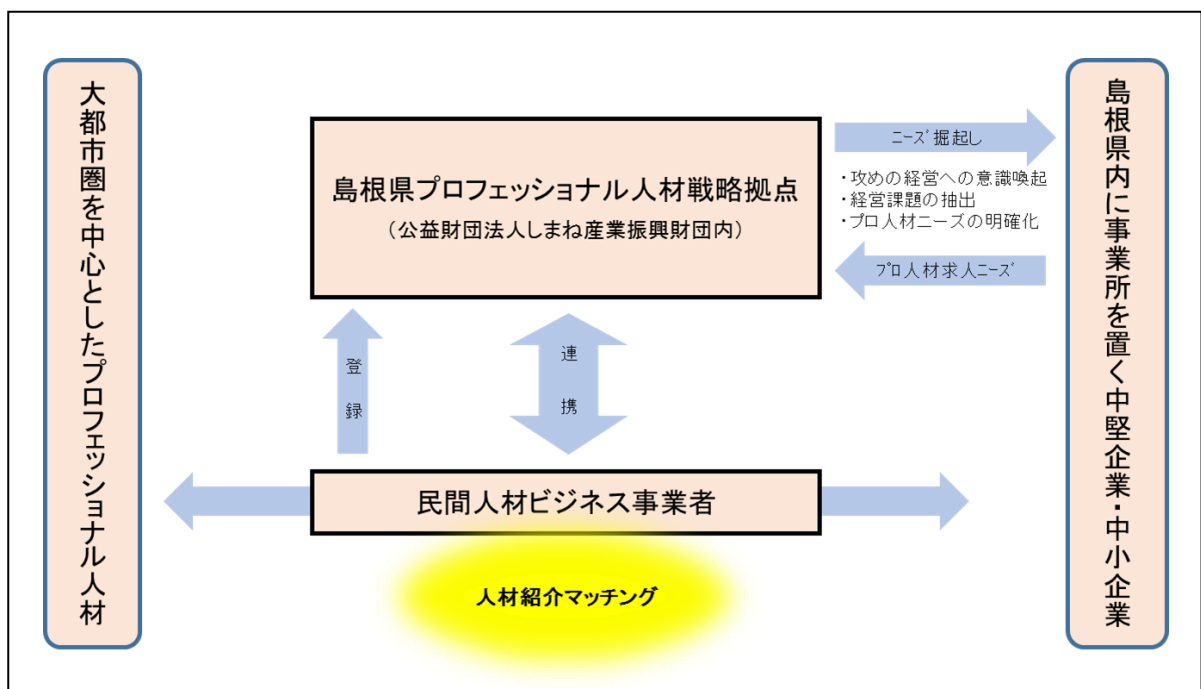 大都市圏を中心としたプロフェッショナル人材
島根県プロフェッショナル人材戦略拠点
（公益財団法人しまね産業振興財団内）
ニーズ掘起し
・攻めの経営への意識喚起
・経営課題の抽出
・プロ人材ニーズの明確化
プロ人材求人ニーズ
登録
連携
民間人材ビジネス事業者
人材紹介マッチング
島根県内に事業所を置く中堅企業・中小企業